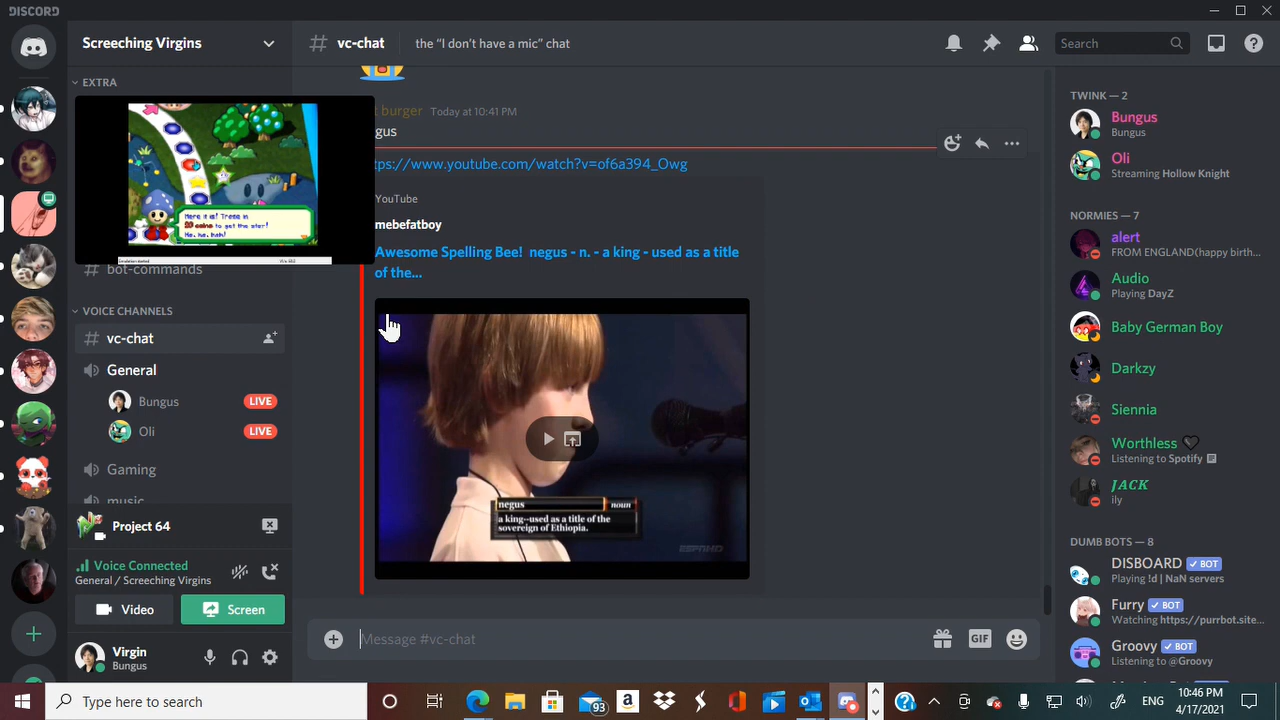 DISCORD
Screeching Virgins
# vc-chat
the “I don't have a mic” chat
Search
EXTRA
Here it is! Trade in
20 coins to get the star!
bot-commands
VOICE CHANNELS
vc-chat
General
Bungus
LIVE
Oli
LIVE
Gaming
music
Project 64
Voice Connected
General / Screeching Virgins
Video
Screen
Virgin
Bungus
burger
Today at 10:41 PM
gus
tps://www.youtube.com/watch?v=of6a394_Owg
YouTube
mebefatboy
Awesome Spelling Bee! negus - n. - a king - used as a title
of the...
negus
noun
a king--used as a title of the
sovereign of Ethiopia.
ESPN HD
Message #vc-chat
GIF
TWINK — 2
Bungus
Bungus
Oli
Streaming Hollow Knight
NORMIES — 7
alert
FROM ENGLAND(happy birth...
Audio
Playing DayZ
Baby German Boy
Darkzy
Siennia
Worthless
Listening to Spotify
JACK
ily
DUMB BOTS — 8
DISBOARD
BOT
Playing !d | NaN servers
Furry
BOT
Watching https://purrbot.site...
Groovy
BOT
Listening to @Groovy
Type here to search
93
a
ENG
10:46 PM
4/17/2021